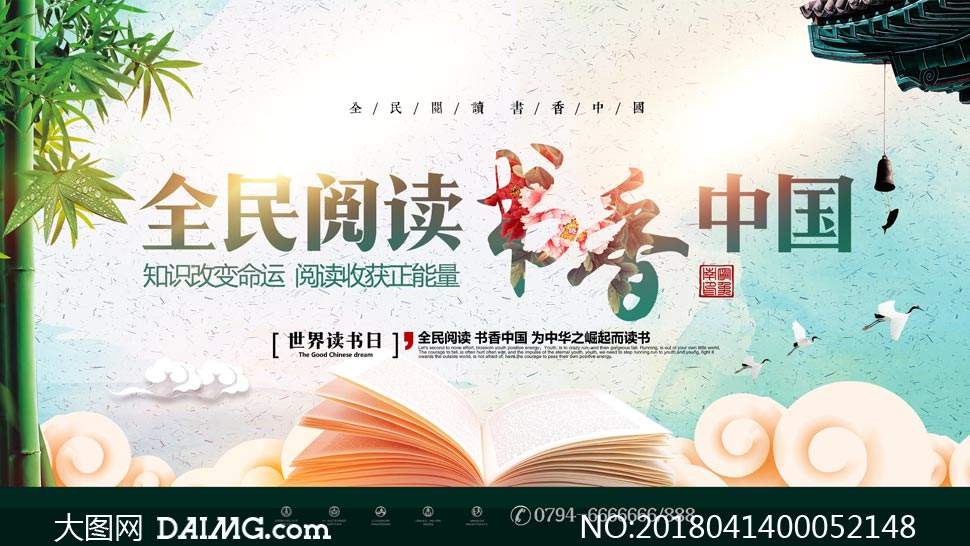 全/民/閱/讀 書/香/中/國
全民阅读 书香 中国
知识改变命运 阅读收获正能量
[ 世界读书日 ]
The Good Chinese dream
全民阅读 书香中国 为中华之崛起而读书
0794-6666666/888
大图网 DAIMG.com
NO.2018041400052148